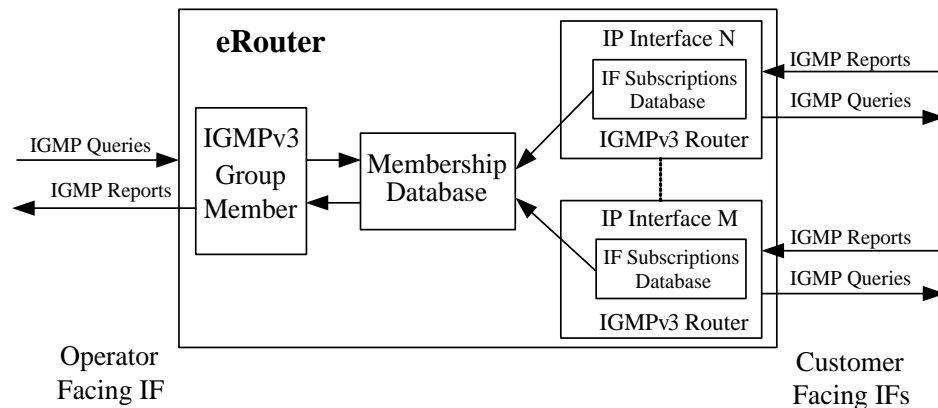 eRouter
IGMP Queries
IGMP Reports
IGMPv3
Group
Member
Membership
Database
IP Interface N
IF Subscriptions
Database
IGMPv3 Router
IP Interface M
IF Subscriptions
Database
IGMPv3 Router
IGMP Reports
IGMP Queries
IGMP Reports
IGMP Queries
Operator
Facing IF
Customer
Facing IFs